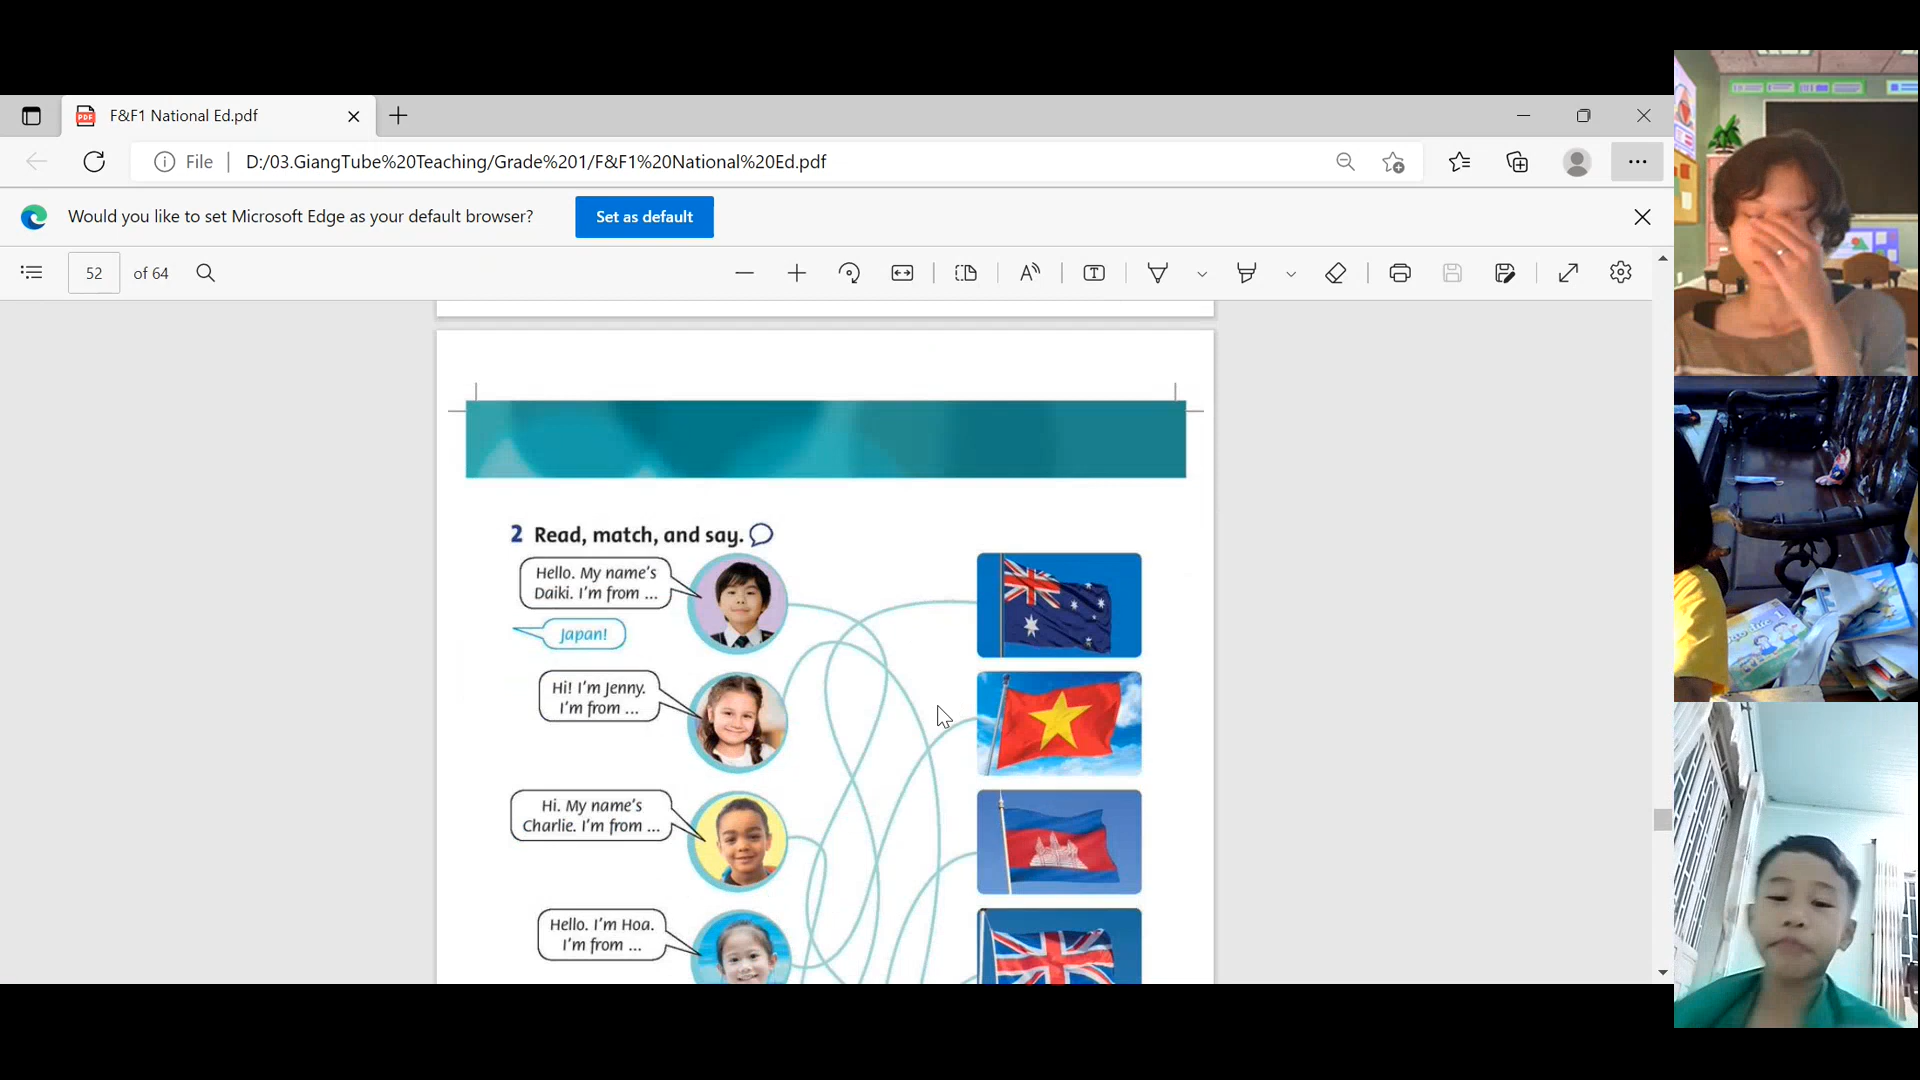 F&F1 National Ed.pdf
File
D:/03.GiangTube%20Teaching/Grade%201/F&F1%20National%20Ed.pdf
Would you like to set Microsoft Edge as your default browser?
Set as default
52 of 64
2 Read, match, and say.
Hello. My name's
Daiki. I'm from ...
Japan!
Hi! I'm Jenny.
I'm from ...
Hi. My name's
Charlie. I'm from ...
Hello. I'm Hoa.
I'm from ...